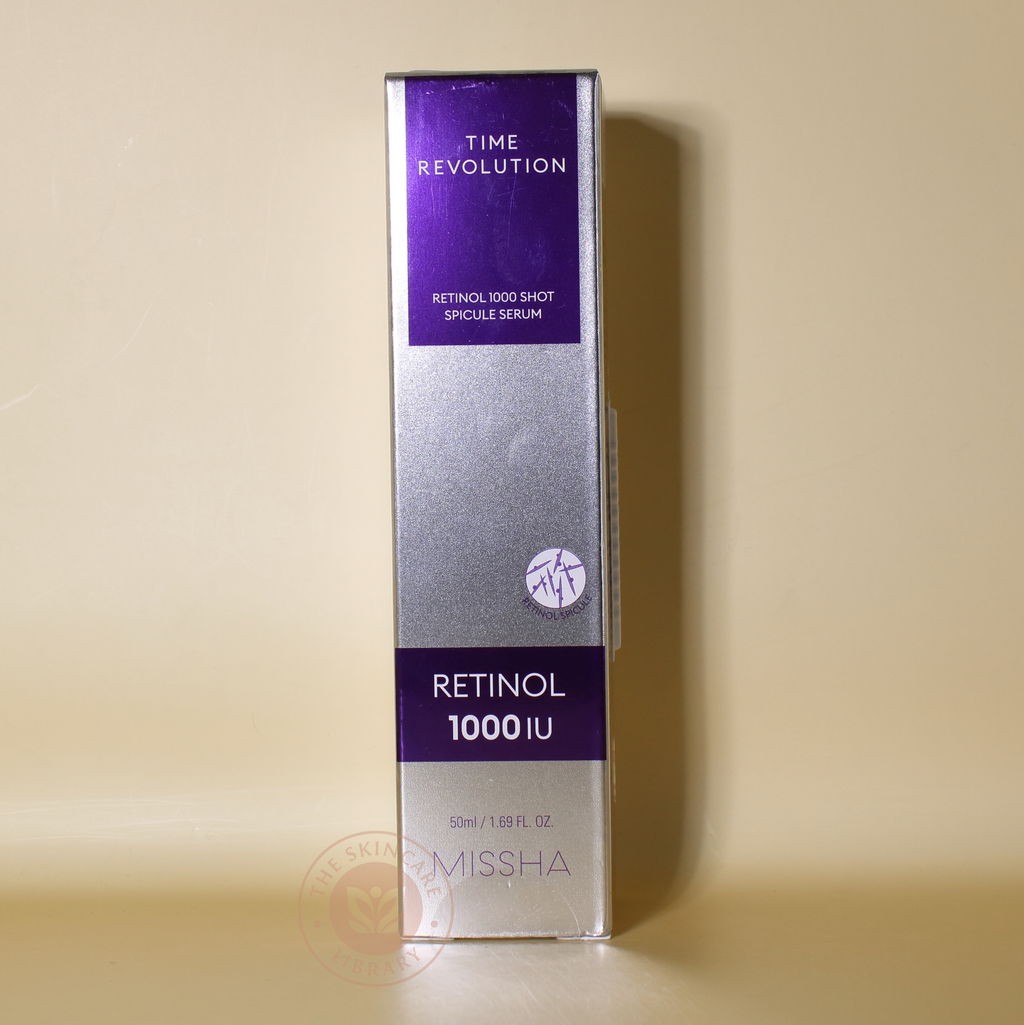 TIME
REVOLUTION
RETINOL 1000 SHOT
SPICULE SERUM
RETINOL SPICULE
RETINOL
1000 IU
50ml / 1.69 FL. OZ.
MISSHA
THE SKINCARE
LIBRARY